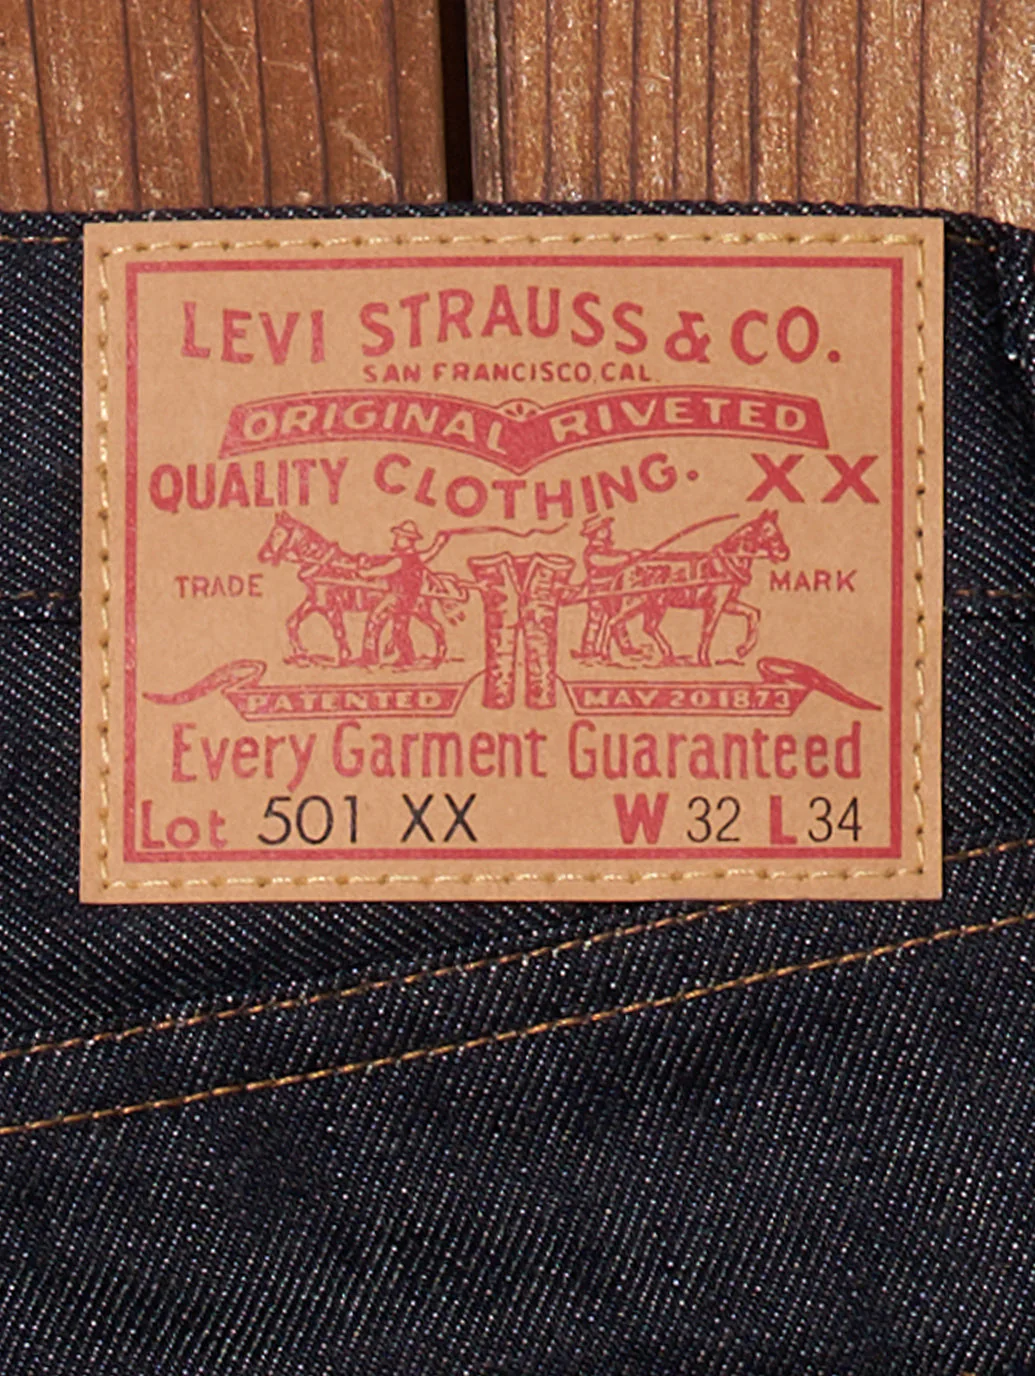 LEVI STRAUSS & CO.
SAN FRANCISCO, CAL.
ORIGINAL RIVETED
QUALITY CLOTHING. XX
TRADE MARK
PATENTED MAY 20 1873
Every Garment Guaranteed
Lot 501 XX W 32 L 34